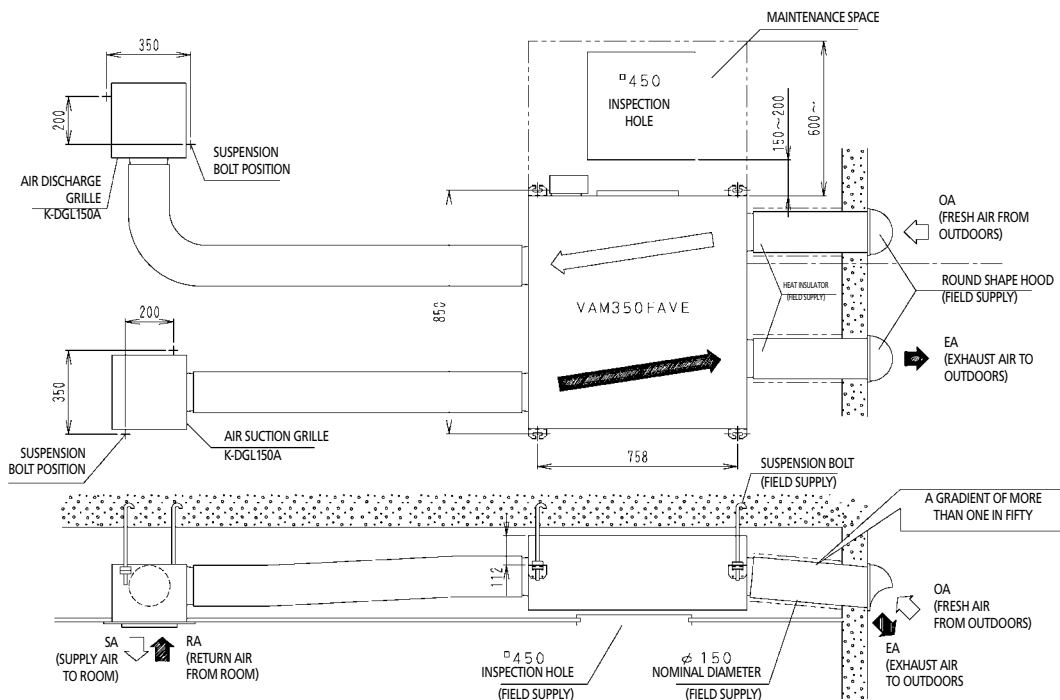 MAINTENANCE SPACE
350
□450
INSPECTION
HOLE
200
150~200
600~
SUSPENSION
BOLT POSITION
AIR DISCHARGE
GRILLE
K-DGL150A
OA
(FRESH AIR FROM
OUTDOORS)
HEAT INSULATOR
(FIELD SUPPLY)
ROUND SHAPE HOOD
(FIELD SUPPLY)
200
850
VAM350FAVE
EA
(EXHAUST AIR TO
OUTDOORS)
350
AIR SUCTION GRILLE
K-DGL150A
SUSPENSION
BOLT POSITION
758
SUSPENSION BOLT
(FIELD SUPPLY)
A GRADIENT OF MORE
THAN ONE IN FIFTY
112
OA
(FRESH AIR
FROM OUTDOORS)
SA
(SUPPLY AIR
TO ROOM)
RA
(RETURN AIR
FROM ROOM)
□450
INSPECTION HOLE
(FIELD SUPPLY)
φ150
NOMINAL DIAMETER
(FIELD SUPPLY)
EA
(EXHAUST AIR
TO OUTDOORS